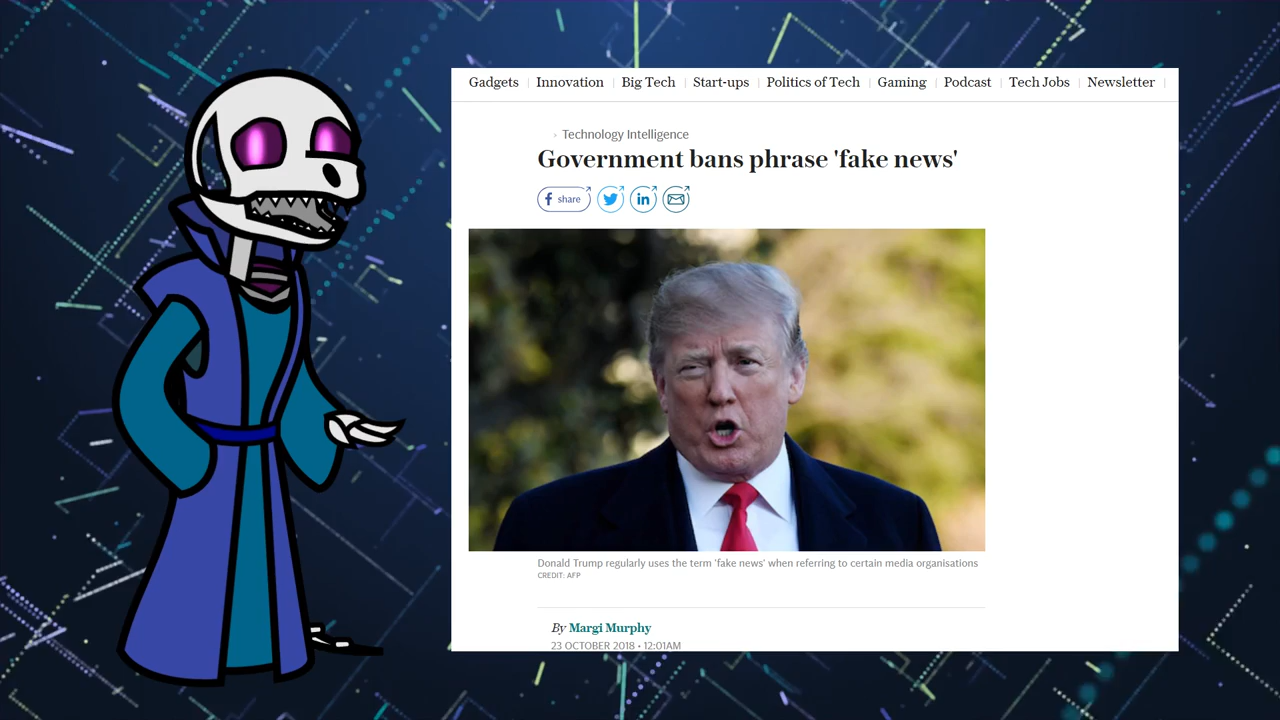 Gadgets Innovation Big Tech Start-ups Politics of Tech Gaming Podcast Tech Jobs Newsletter
› Technology Intelligence
Government bans phrase 'fake news'
f share in
Donald Trump regularly uses the term 'fake news' when referring to certain media organisations
CREDIT: AFP
By Margi Murphy
23 OCTOBER 2018 • 12:01AM